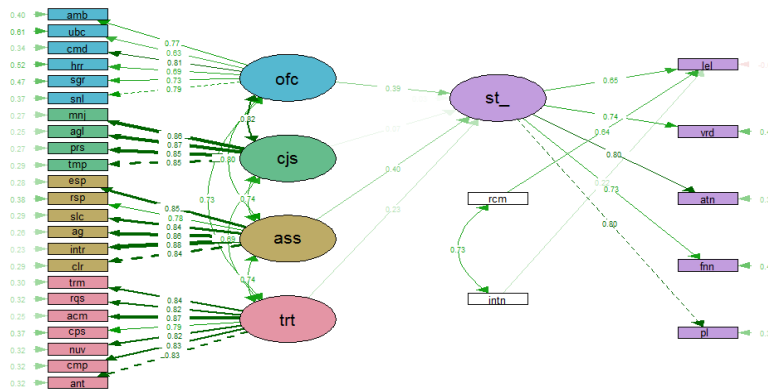 0.40 amb
0.61 ubc
0.34 cmd
0.52 hrr
0.47 sgr
0.37 snl
0.27 mnj
0.25 agl
0.27 prs
0.29 tmp
0.28 esp
0.38 rsp
0.29 slc
0.26 ag
0.23 intr
0.29 clr
0.30 trm
0.32 rqs
0.25 acm
0.37 cps
0.32 nuv
0.32 cmp
0.32 ant
0.77
0.63
0.81
0.69
0.73
0.79
0.86
0.87
0.85
0.85
0.85
0.78
0.84
0.86
0.88
0.84
0.84
0.82
0.87
0.79
0.82
0.83
0.83
ofc
cjs
ass
trt
0.82
0.80
0.73
0.74
0.69
0.74
0.39
0.40
0.23
st_
rcm
0.73
intn
0.65
0.64
0.74
0.80
0.73
0.80
lel
vrd
atn
fnn
pl